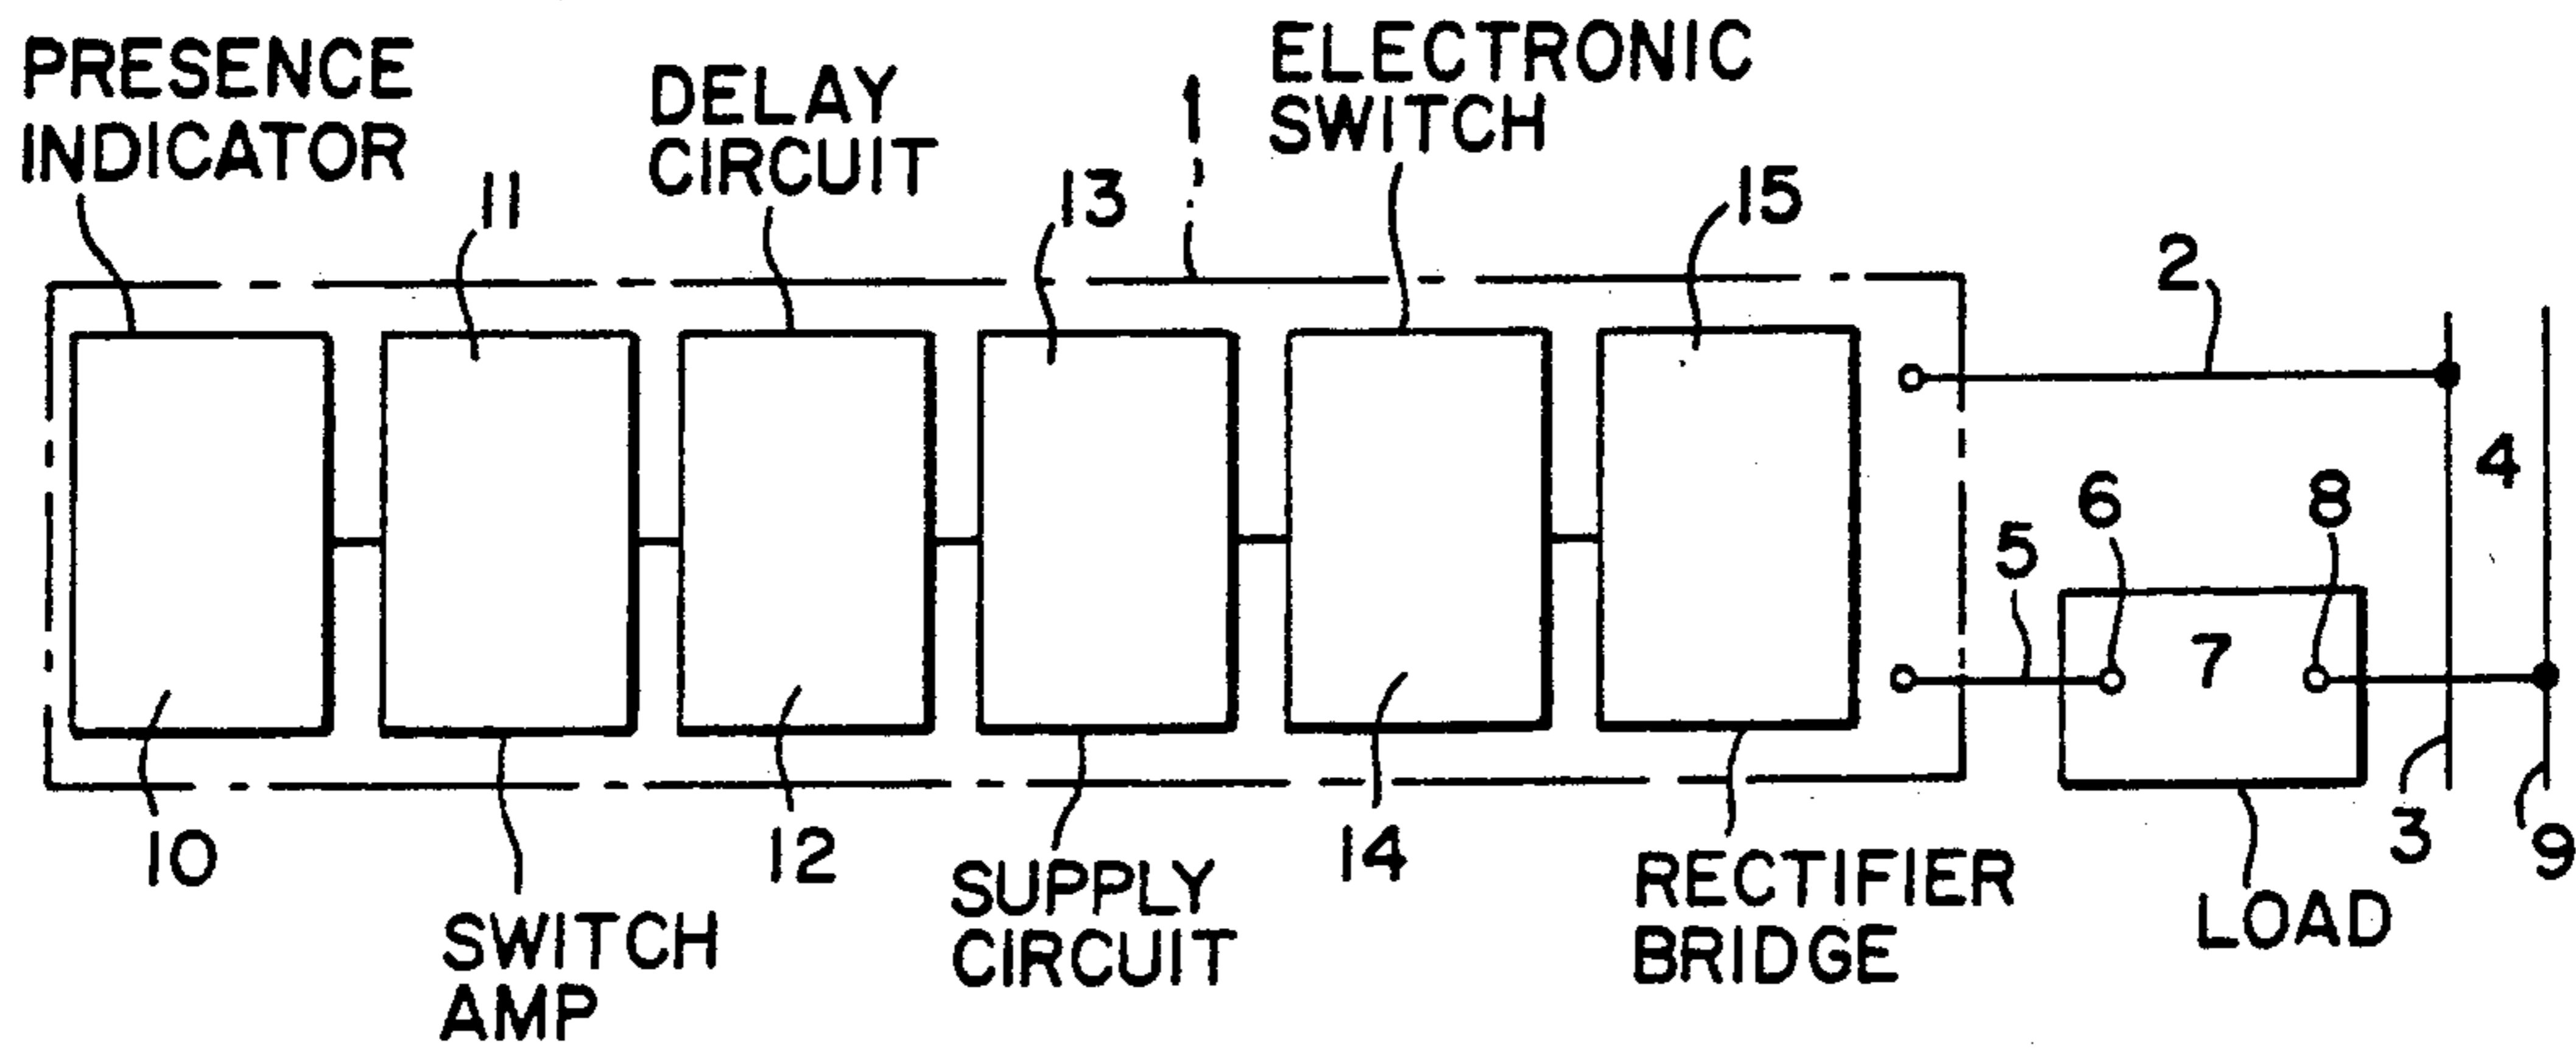 PRESENCE
INDICATOR
11
DELAY
CIRCUIT
13
1
ELECTRONIC
SWITCH
15
2
4
6
8
5
7
10
SWITCH
AMP
12
SUPPLY
CIRCUIT
14
RECTIFIER
BRIDGE
LOAD
3
9